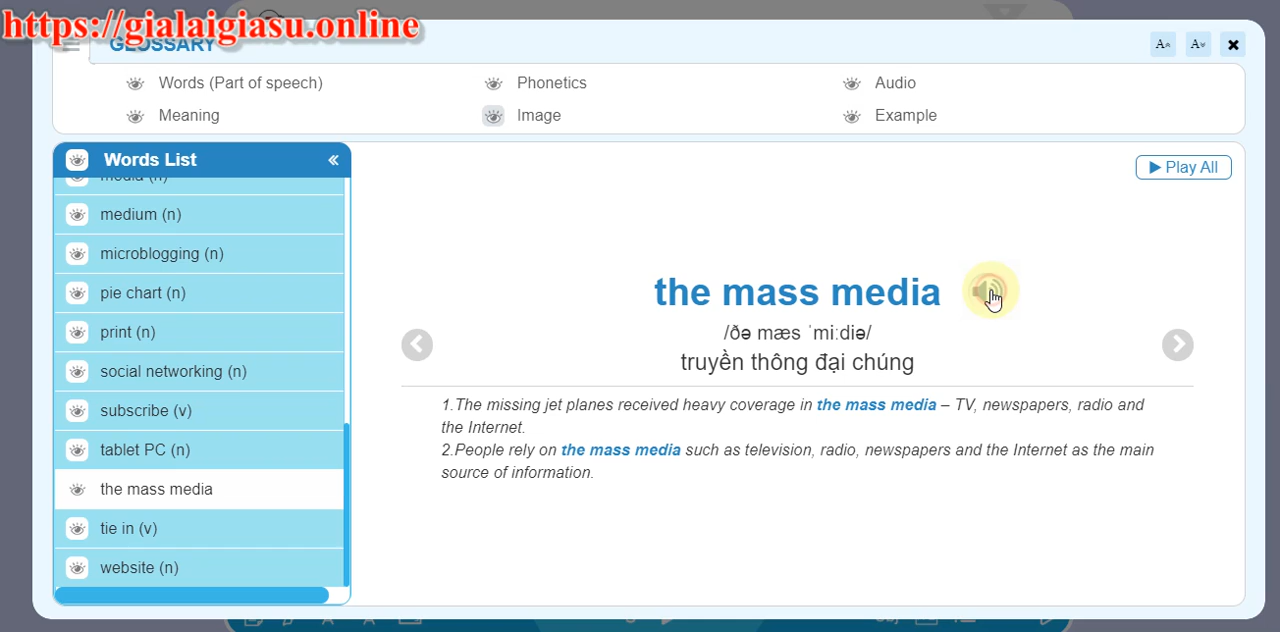 https://gialaigiasu.online
GLOSSARY
A A
Words (Part of speech) Phonetics Audio
Meaning Image Example
Words List
Play All
media (n)
medium (n)
microblogging (n)
pie chart (n)
print (n)
social networking (n)
subscribe (v)
tablet PC (n)
the mass media
tie in (v)
website (n)
the mass media
/ðə mæs ˈmiːdiə/
truyền thông đại chúng
1.The missing jet planes received heavy coverage in the mass media – TV, newspapers, radio and
the Internet.
2.People rely on the mass media such as television, radio, newspapers and the Internet as the main
source of information.